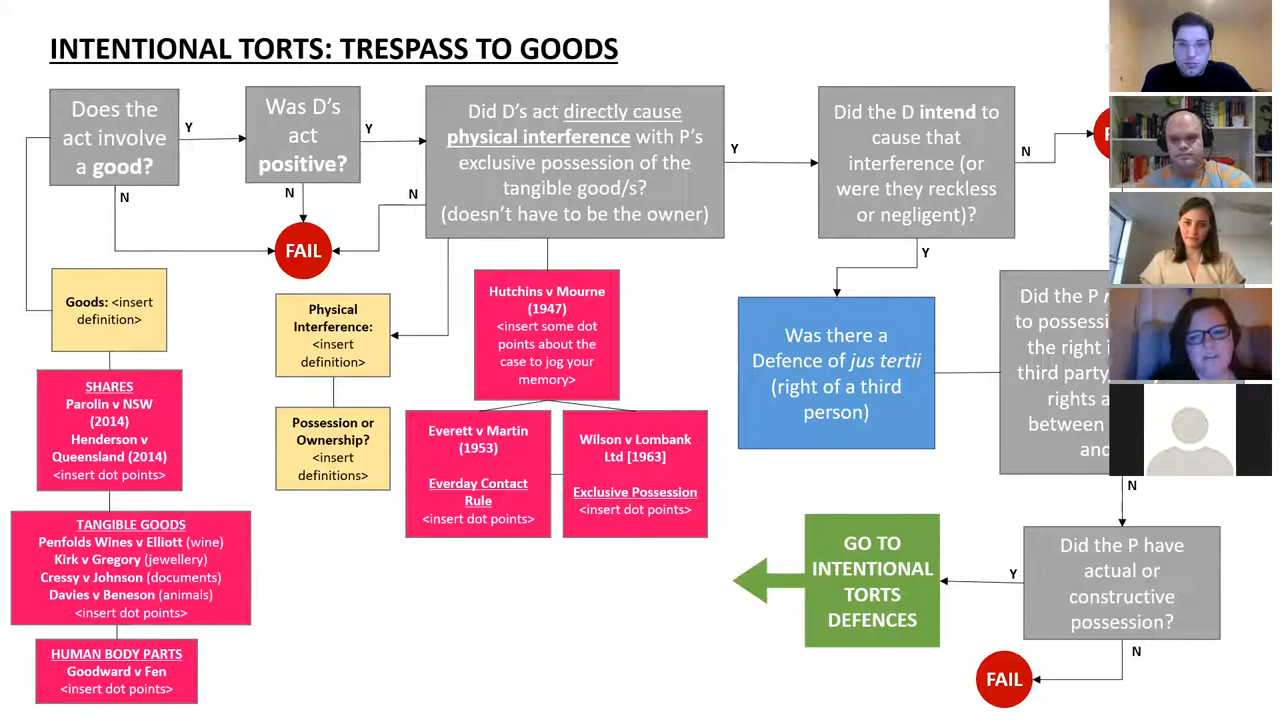 INTENTIONAL TORTS: TRESPASS TO GOODS
Does the
act involve
a good?
Y
N
Was D's
act
positive?
Y
N
Did D's act directly cause
physical interference with P's
exclusive possession of the
tangible good/s?
(doesn't have to be the owner)
Y
N
Did the D intend to
cause that
interference (or
were they reckless
or negligent)?
N
Y
FAIL
Goods: <insert
definition>
SHARES
Parolin v NSW
(2014)
Henderson v
Queensland (2014)
<insert dot points>
TANGIBLE GOODS
Penfolds Wines v Elliott (wine)
Kirk v Gregory (jewellery)
Cressy v Johnson (documents)
Davies v Beneson (animals)
<insert dot points>
HUMAN BODY PARTS
Goodward v Fen
<insert dot points>
Physical
Interference:
<insert
definition>
Possession or
Ownership?
<insert
definitions>
Hutchins v Mourne
(1947)
<insert some dot
points about the
case to jog your
memory>
Everett v Martin
(1953)
Everday Contact
Rule
<insert dot points>
Wilson v Lombank
Ltd [1963]
Exclusive Possession
<insert dot points>
Was there a
Defence of jus tertii
(right of a third
person)
Did the P
to
the right
third party,
rights
between
N
Did the P have
actual or
constructive
possession?
Y
N
GO TO
INTENTIONAL
TORTS
DEFENCES
FAIL